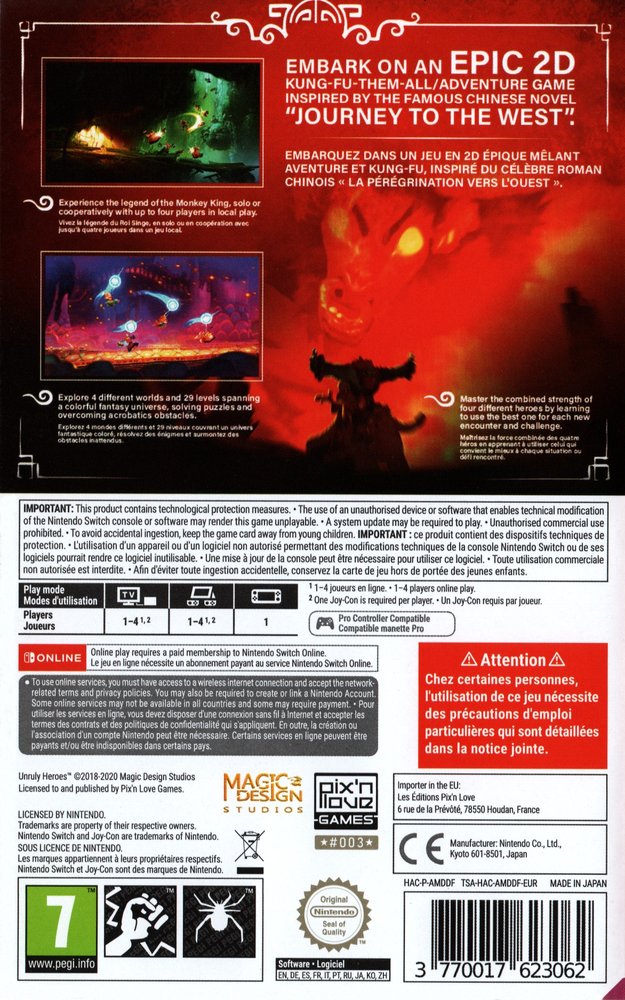 EMBARK ON AN EPIC 2D
KUNG-FU-THEM-ALL/ADVENTURE GAME
INSPIRED BY THE FAMOUS CHINESE NOVEL
“JOURNEY TO THE WEST”.
EMBARQUEZ DANS UN JEU EN 2D ÉPIQUE MÊLANT
AVENTURE ET KUNG-FU, INSPIRÉ DU CÉLÈBRE ROMAN
CHINOIS « LA PÉRÉGRINATION VERS L'OUEST ».
Experience the legend of the Monkey King, solo or
cooperatively with up to four players in local play.
Vivez la légende du Roi Singe, en solo ou en coopération avec
jusqu'à quatre joueurs dans un jeu local.
Explore 4 different worlds and 29 levels spanning
a colorful fantasy universe, solving puzzles and
overcoming acrobatics obstacles.
Explorez 4 mondes différents et 29 niveaux couvrant un univers
fantastique coloré, résolvez des énigmes et surmontez des
obstacles inattendus.
Master the combined strength of
four different heroes by learning
to use the best one for each new
encounter and challenge.
Maîtrisez la force combinée des quatre
héros en apprenant à utiliser celui qui
convient le mieux à chaque situation ou
défi rencontré.
IMPORTANT: This product contains technological protection measures. • The use of an unauthorised device or software that enables technical modification
of the Nintendo Switch console or software may render this game unplayable. • A system update may be required to play. • Unauthorised commercial use
prohibited. • To avoid accidental ingestion, keep the game card away from young children. IMPORTANT : ce produit contient des dispositifs techniques de
protection. • L'utilisation d'un appareil ou d'un logiciel non autorisé permettant des modifications techniques de la console Nintendo Switch ou de ses
logiciels pourrait rendre ce logiciel inutilisable. • Une mise à jour de la console peut être nécessaire pour utiliser ce logiciel. • Toute utilisation commerciale
non autorisée est interdite. • Afin d'éviter toute ingestion accidentelle, conservez la carte de jeu hors de portée des jeunes enfants.
Play mode
Modes d'utilisation
TV
Players
Joueurs
1-4 1, 2
1-4 1, 2
1
1 1-4 joueurs en ligne. • 1-4 players online play.
2 One Joy-Con is required per player. • Un Joy-Con requis par joueur.
Pro Controller Compatible
Compatible manette Pro
ONLINE
Online play requires a paid membership to Nintendo Switch Online.
Le jeu en ligne nécessite un abonnement payant au service Nintendo Switch Online.
• To use online services, you must have access to a wireless internet connection and accept the network-
related terms and privacy policies. You may also be required to create or link a Nintendo Account.
Some online services may not be available in all countries and some may require payment. • Pour
utiliser les services en ligne, vous devez disposer d'une connexion sans fil à Internet et accepter les
termes des contrats et des politiques de confidentialité qui s'appliquent. En outre, la création ou
l'association d'un compte Nintendo peut être nécessaire. Certains services en ligne peuvent être
payants et/ou être indisponibles dans certains pays.
Attention
Chez certaines personnes,
l'utilisation de ce jeu nécessite
des précautions d'emploi
particulières qui sont détaillées
dans la notice jointe.
Unruly Heroes™ ©2018-2020 Magic Design Studios
Licensed to and published by Pix'n Love Games.
LICENSED BY NINTENDO.
Trademarks are property of their respective owners.
Nintendo Switch and Joy-Con are trademarks of Nintendo.
SOUS LICENCE DE NINTENDO.
Les marques appartiennent à leurs propriétaires respectifs.
Nintendo Switch et Joy-Con sont des marques de Nintendo.
MAGIC
DESIGN
STUDIOS
pix'n
love
-GAMES-
★#003★
Importer in the EU:
Les Éditions Pix'n Love
6 rue de la Prévôté, 78550 Houdan, France
CE
Manufacturer: Nintendo Co., Ltd.,
Kyoto 601-8501, Japan
HAC-P-AMDDF TSA-HAC-AMDDF-EUR MADE IN JAPAN
7
www.pegi.info
TM
TM
TM
Original
Nintendo
Seal of
Quality
Software • Logiciel
EN, DE, ES, FR, IT, PT, RU, JA, KO, ZH
3 770017 623062